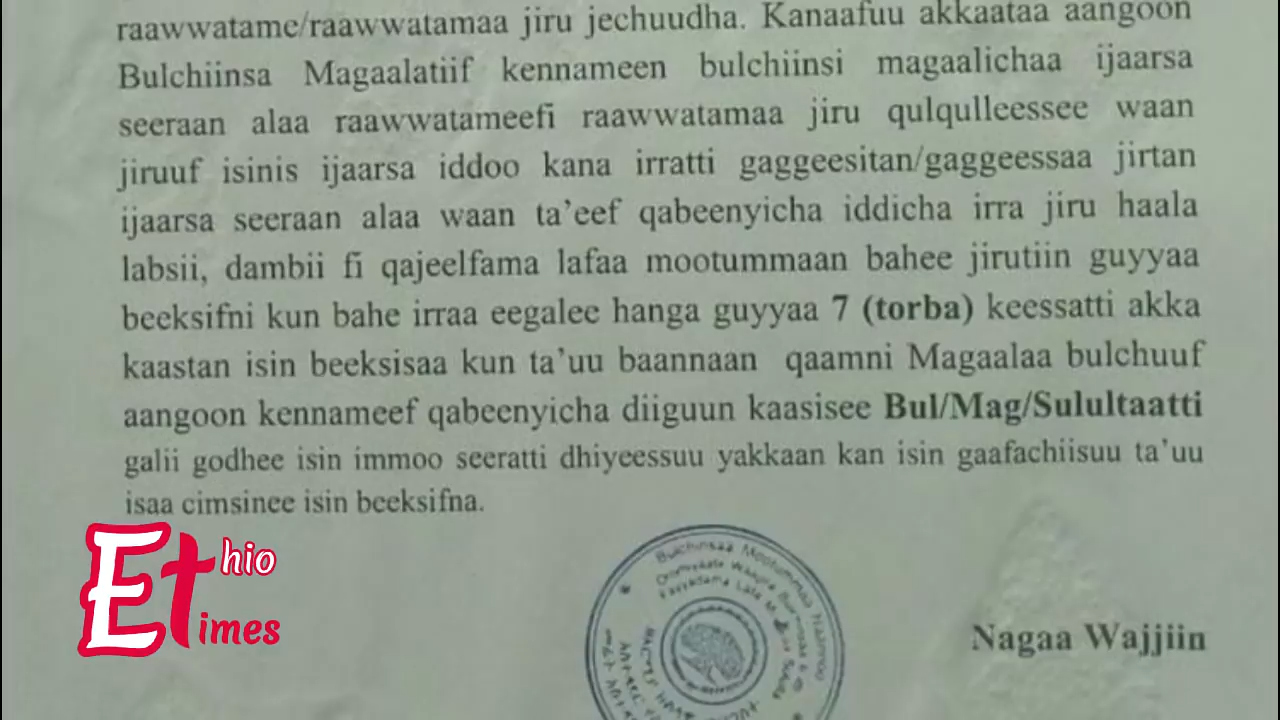 raawwatame/raawwatamaa jiru jechuudha. Kanaafuu akkaataa aangoon
Bulchiinsa Magaalatiif kennameen bulchiinsi magaalichaa ijaarsa
seeraan alaa raawwatameefi raawwatamaa jiru qulqulleessee waan
jiruuf isinis ijaarsa iddoo kana irratti gaggeesitan/gaggeessaa jirtan
ijaarsa seeraan alaa waan ta’eef qabeenyicha iddicha irra jiru haala
labsii, dambii fi qajeelfama lafaa mootummaan bahee jirutiin guyyaa
beeksifni kun bahe irraa eegalee hanga guyyaa 7 (torba) keessatti akka
kaastan isin beeksisaa kun ta’uu baannaan qaamni Magaalaa bulchuuf
aangoon kennameef qabeenyicha diiguun kaasisee Bul/Mag/Sulultaatti
galii godhee isin immoo seeratti dhiyeessuu yakkaan kan isin gaafachiisuu ta’uu
isaa cimsinee isin beeksifna.
Ethio
times
Bulchinsaa Mootummaa Naannoo
Nagaa Wajjiin